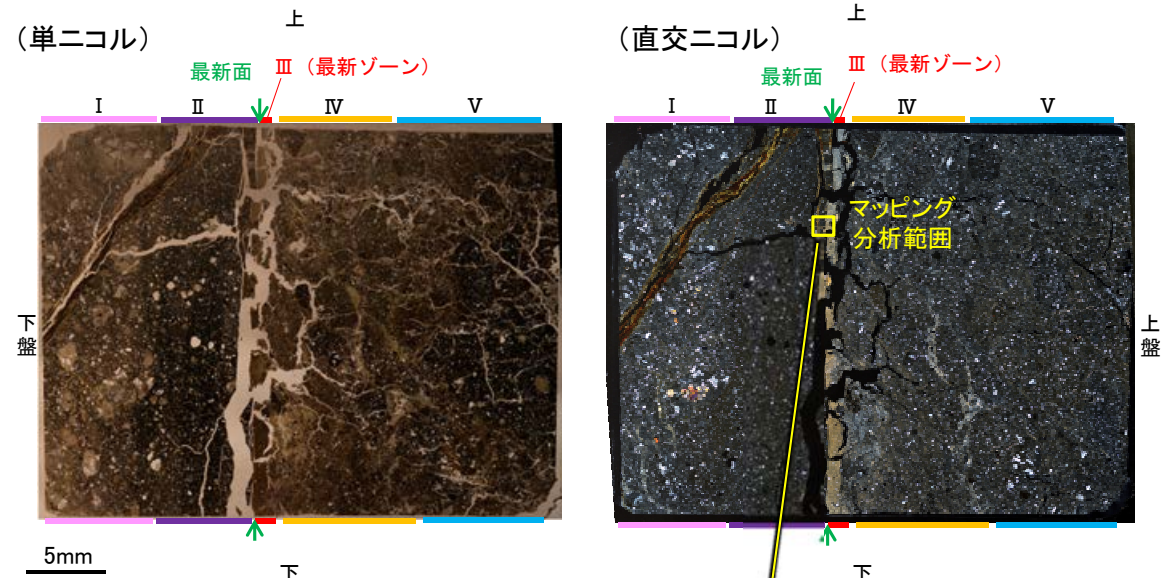 上
(単ニコル)
最新面
Ⅲ (最新ゾーン)
Ⅰ
Ⅱ
Ⅳ
Ⅴ
下盤
5mm
下
上
(直交ニコル)
最新面
Ⅲ (最新ゾーン)
Ⅰ
Ⅱ
Ⅳ
Ⅴ
マッピング
分析範囲
上盤
下